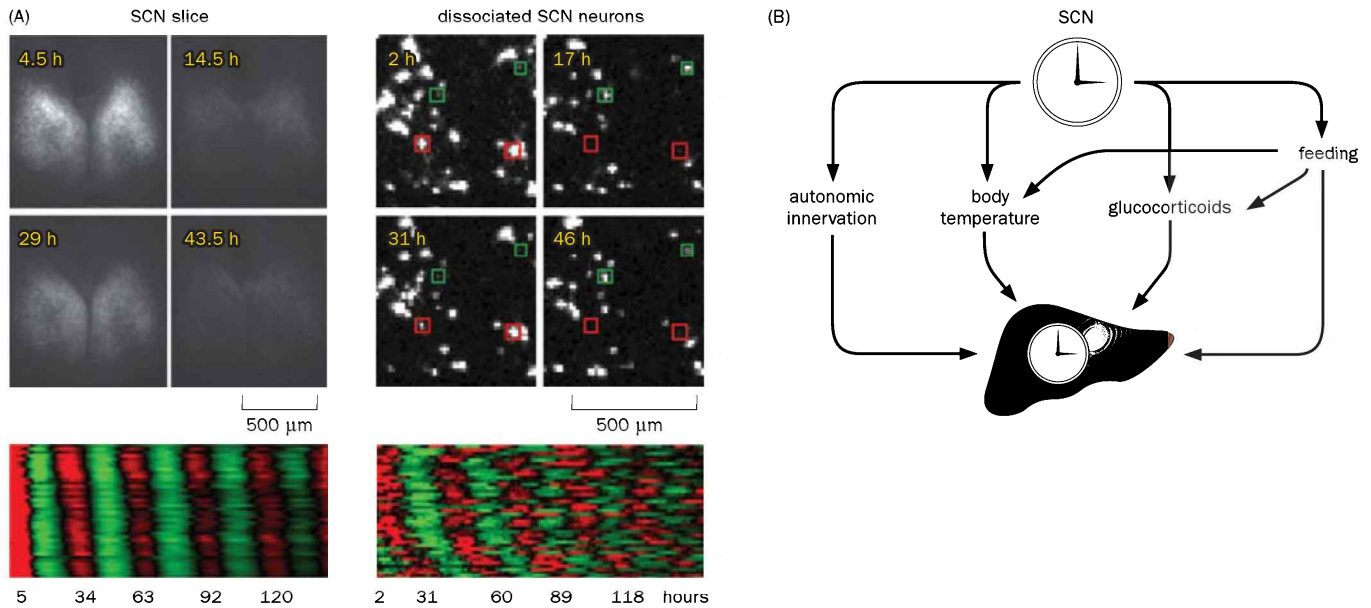 (A)
SCN slice
dissociated SCN neurons
4.5 h
14.5 h
2 h
17 h
29 h
43.5 h
31 h
46 h
500 µm
500 µm
5 34 63 92 120
2 31 60 89 118 hours
(B)
SCN
feeding
autonomic
innervation
body
temperature
glucocorticoids